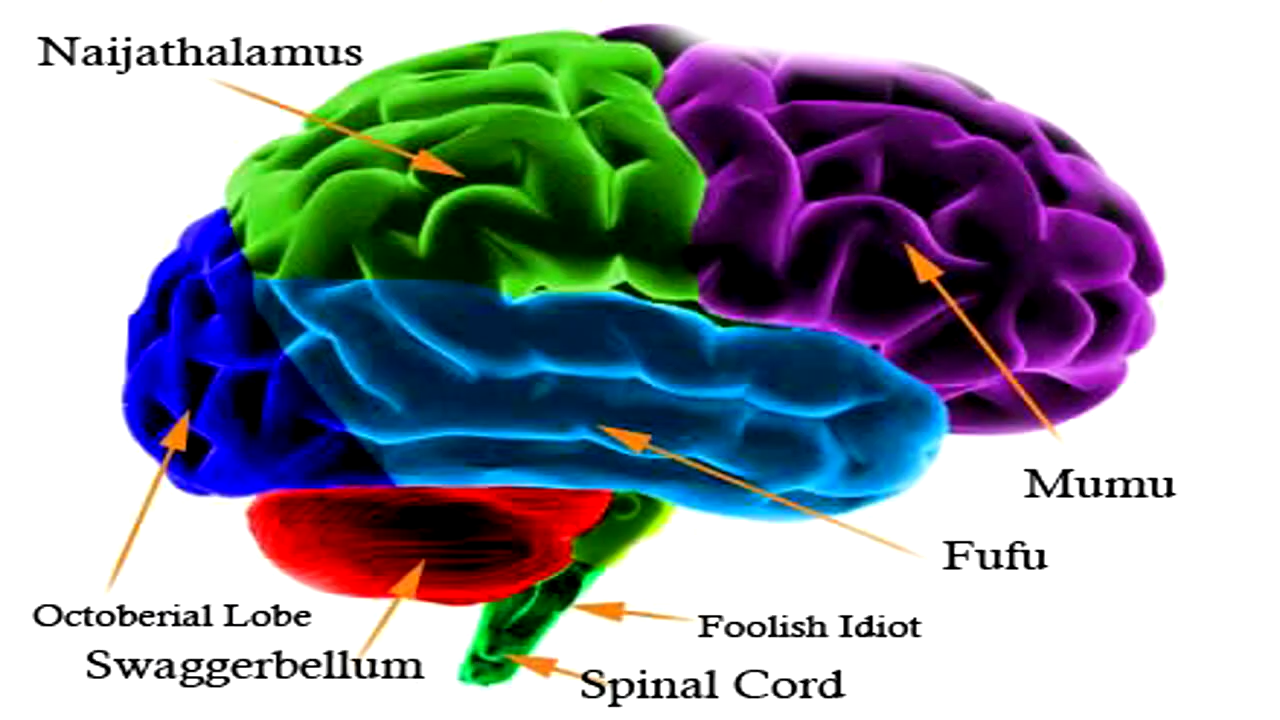 Naijathalamus
Mumu
Fufu
Octoberial Lobe
Foolish Idiot
Swaggerbellum
Spinal Cord